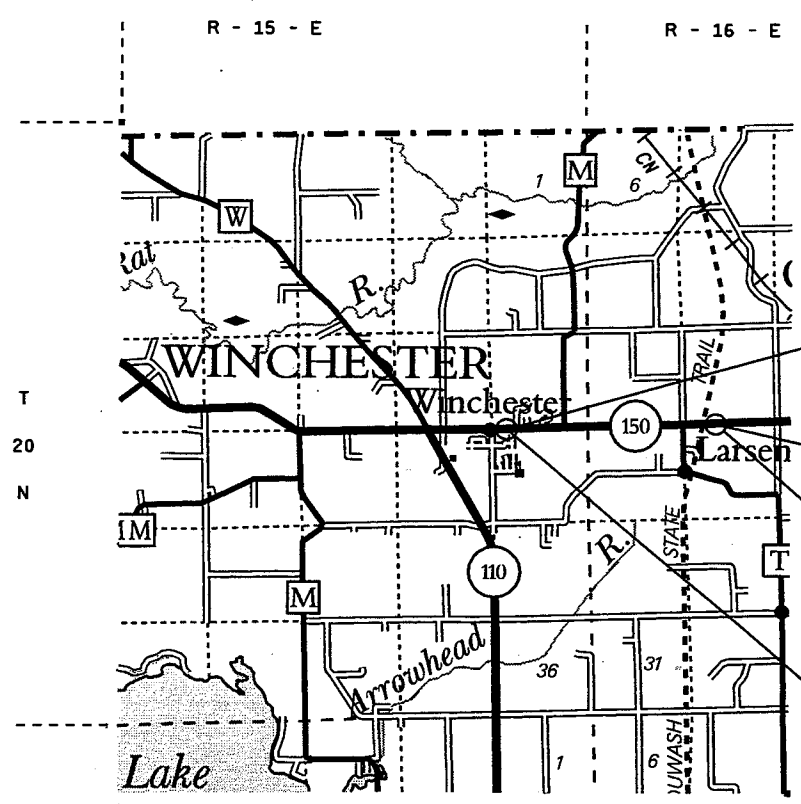 R - 15 - E
R - 16 - E
M
CN
1
6
W
Rat
R.
WINCHESTER
TRAIL
T
20
N
Winchester
150
Larsen
STATE
M
R.
110
T
M
Arrowhead
36
31
1
6
Lake